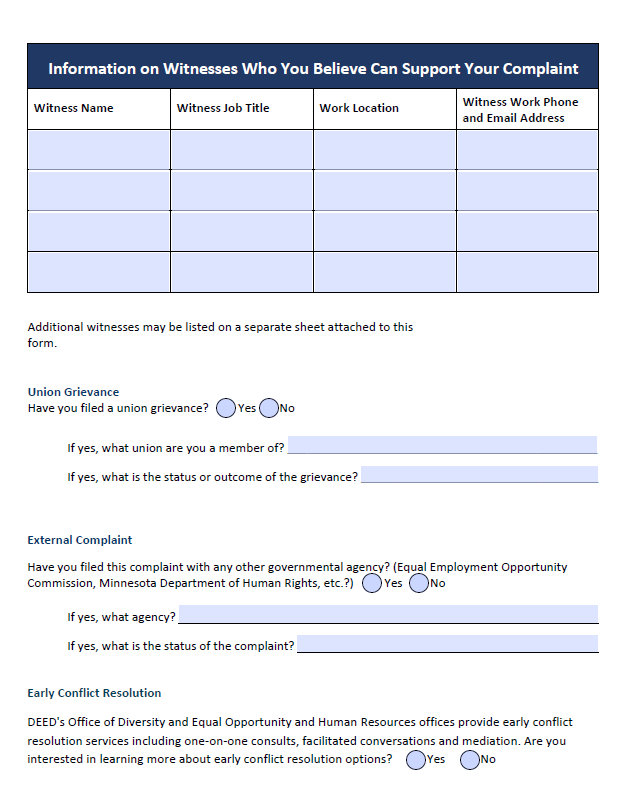 Information on Witnesses Who You Believe Can Support Your Complaint
Witness Name
Witness Job Title
Work Location
Witness Work Phone
and Email Address
Additional witnesses may be listed on a separate sheet attached to this
form.
Union Grievance
Have you filed a union grievance? Yes No
If yes, what union are you a member of?
If yes, what is the status or outcome of the grievance?
External Complaint
Have you filed this complaint with any other governmental agency? (Equal Employment Opportunity
Commission, Minnesota Department of Human Rights, etc.?) Yes No
If yes, what agency?
If yes, what is the status of the complaint?
Early Conflict Resolution
DEED's Office of Diversity and Equal Opportunity and Human Resources offices provide early conflict
resolution services including one-on-one consults, facilitated conversations and mediation. Are you
interested in learning more about early conflict resolution options? Yes No